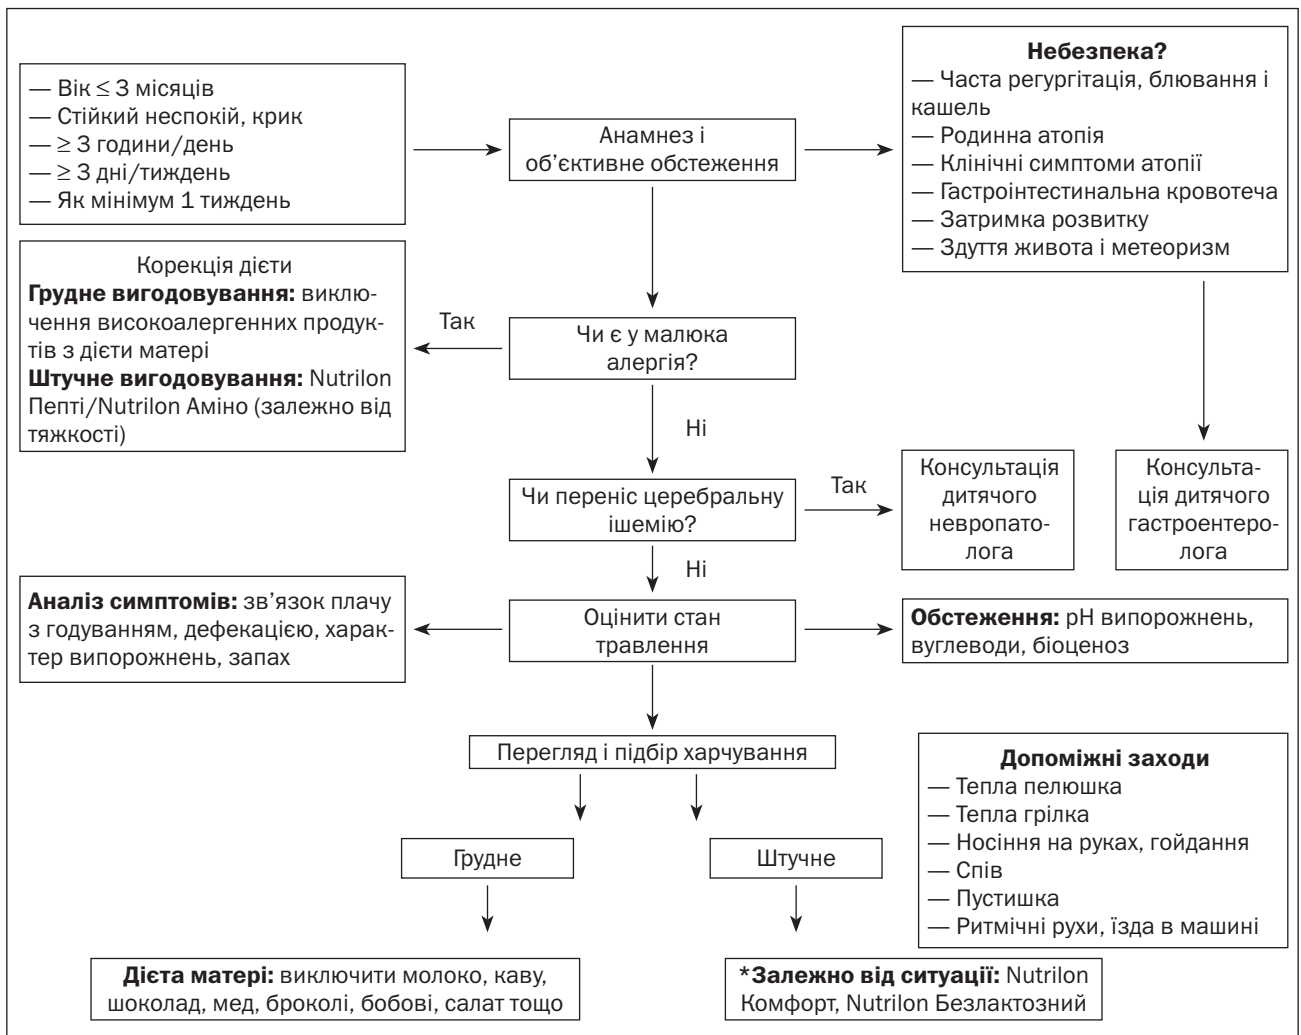 — Вік ≤ 3 місяців
— Стійкий неспокій, крик
— ≥ 3 години/день
— ≥ 3 дні/тиждень
— Як мінімум 1 тиждень
Анамнез і
об’єктивне обстеження
Небезпека?
— Часта регургітація, блювання і
кашель
— Родинна атопія
— Клінічні симптоми атопії
— Гастроінтестинальна кровотеча
— Затримка розвитку
— Здуття живота і метеоризм
Корекція дієти
Грудне вигодовування: виклю-
чення високоалергенних продук-
тів з дієти матері
Штучне вигодовування: Nutrilon
Пепті/Nutrilon Аміно (залежно від
тяжкості)
Так
Чи є у малюка
алергія?
Ні
Чи переніс церебральну
ішемію?
Так
Консультація
дитячого
невропато-
лога
Консульта-
ція дитячого
гастроентеро-
лога
Ні
Аналіз симптомів: зв’язок плачу
з годуванням, дефекацією, харак-
тер випорожнень, запах
Оцінити стан
травлення
Обстеження: pH випорожнень,
вуглеводи, біоценоз
Перегляд і підбір харчування
Грудне
Штучне
Допоміжні заходи
— Тепла пелюшка
— Тепла грілка
— Носіння на руках, гойдання
— Спів
— Пустишка
— Ритмічні рухи, їзда в машині
Дієта матері: виключити молоко, каву,
шоколад, мед, броколі, бобові, салат тощо
*Залежно від ситуації: Nutrilon
Комфорт, Nutrilon Безлактозний